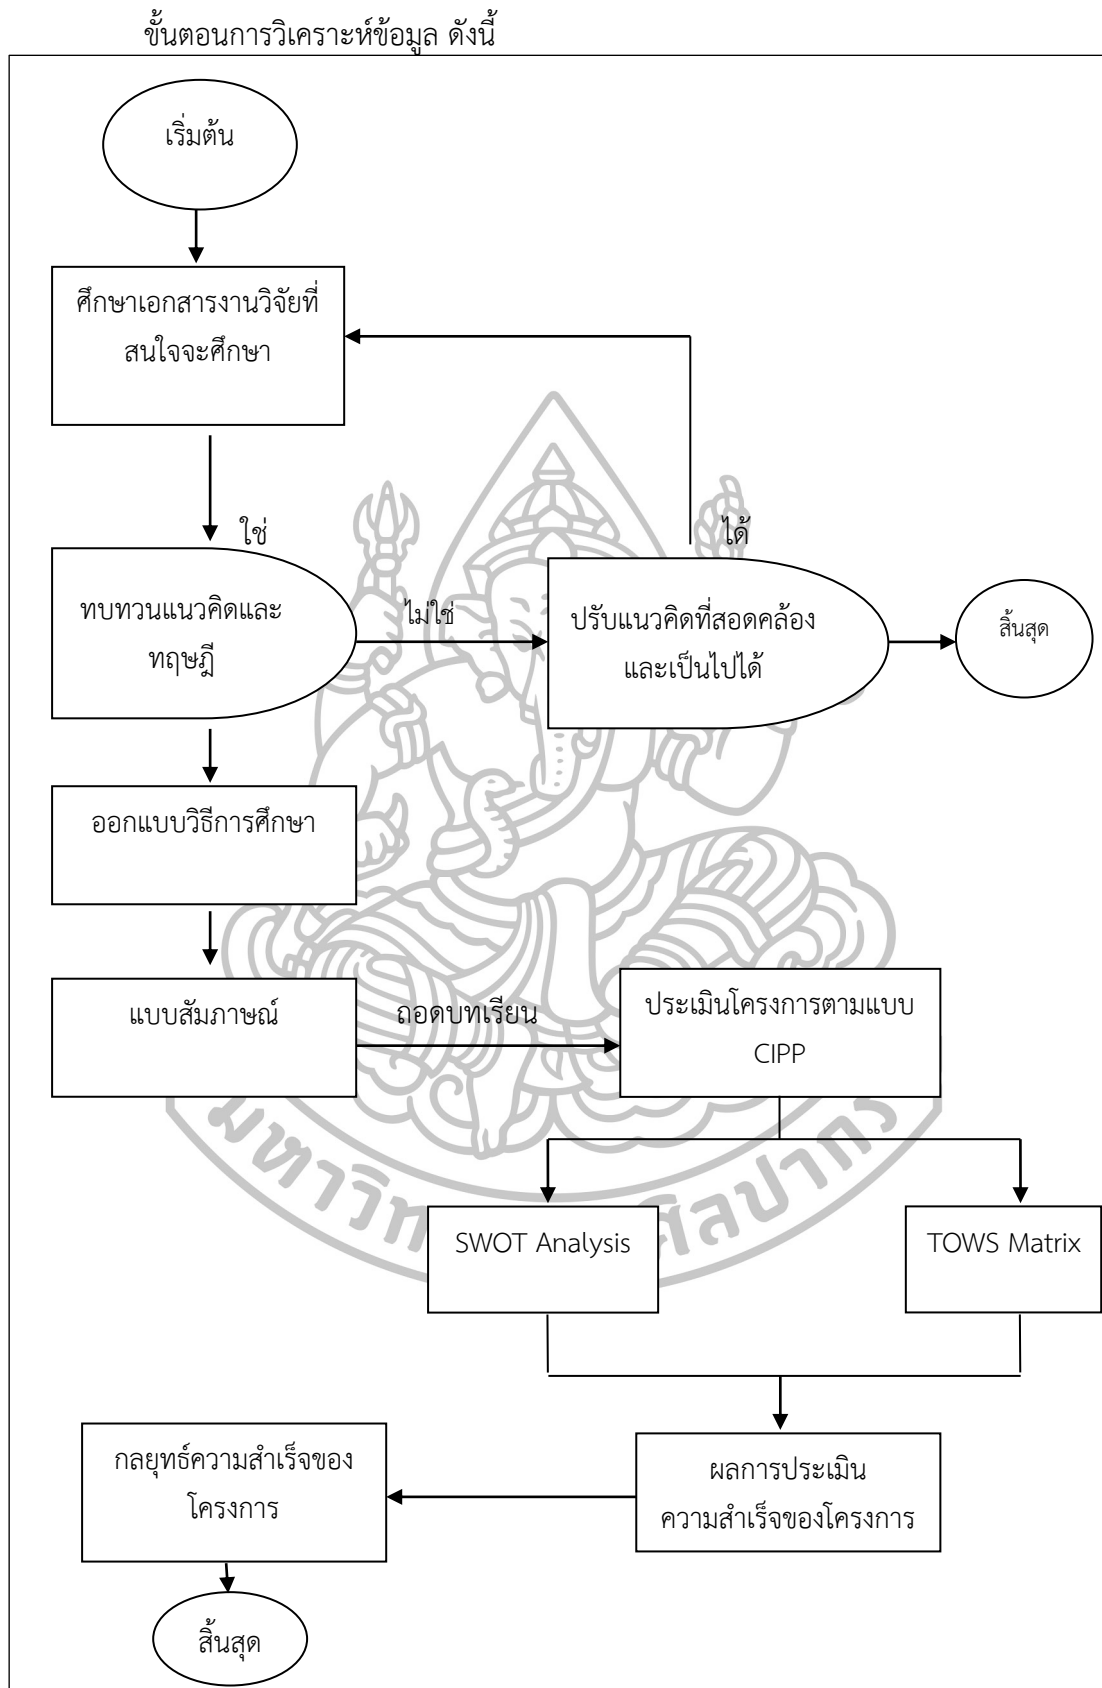 ขั้นตอนการวิเคราะห์ข้อมูล ดังนี้
เริ่มต้น
ศึกษาเอกสารงานวิจัยที่
สนใจจะศึกษา
ใช่
ได้
ทบทวนแนวคิดและ
ทฤษฎี
ไม่ใช่
ปรับแนวคิดที่สอดคล้อง
และเป็นไปได้
สิ้นสุด
ออกแบบวิธีการศึกษา
แบบสัมภาษณ์
ถอดบทเรียน
ประเมินโครงการตามแบบ
CIPP
SWOT Analysis
TOWS Matrix
กลยุทธ์ความสำเร็จของ
โครงการ
ผลการประเมิน
ความสำเร็จของโครงการ
สิ้นสุด